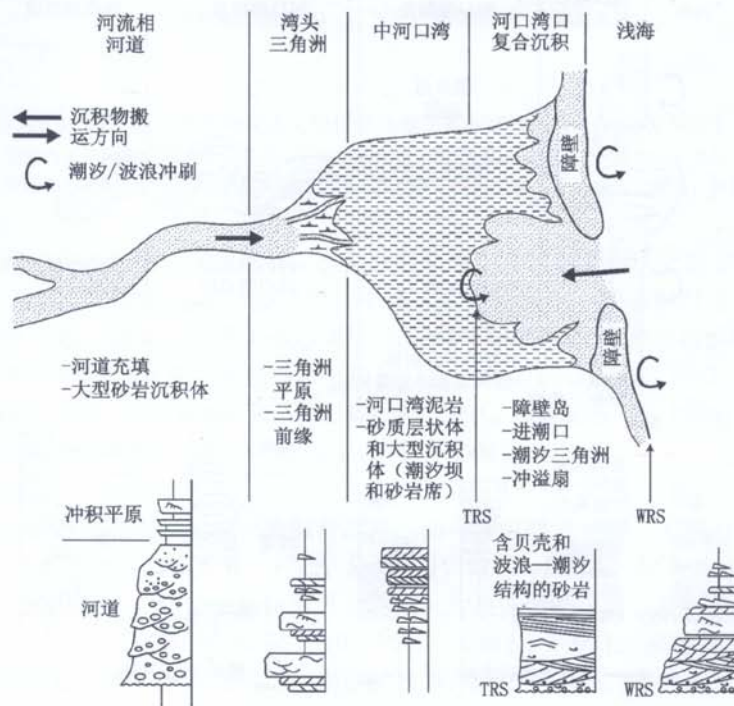 河流相
河道
湾头
三角洲
中河口湾
河口湾口
复合沉积
浅海
沉积物搬
运方向
潮汐/波浪冲刷
障壁
障壁
-河道充填
-大型砂岩沉积体
-三角洲
平原
-三角洲
前缘
-河口湾泥岩
-砂质层状体
和大型沉积
体（潮汐坝
和砂岩席）
-障壁岛
-进潮口
-潮汐三角洲
-冲溢扇
TRS
WRS
冲积平原
河道
含贝壳和
波浪—潮汐
结构的砂岩
TRS
WRS